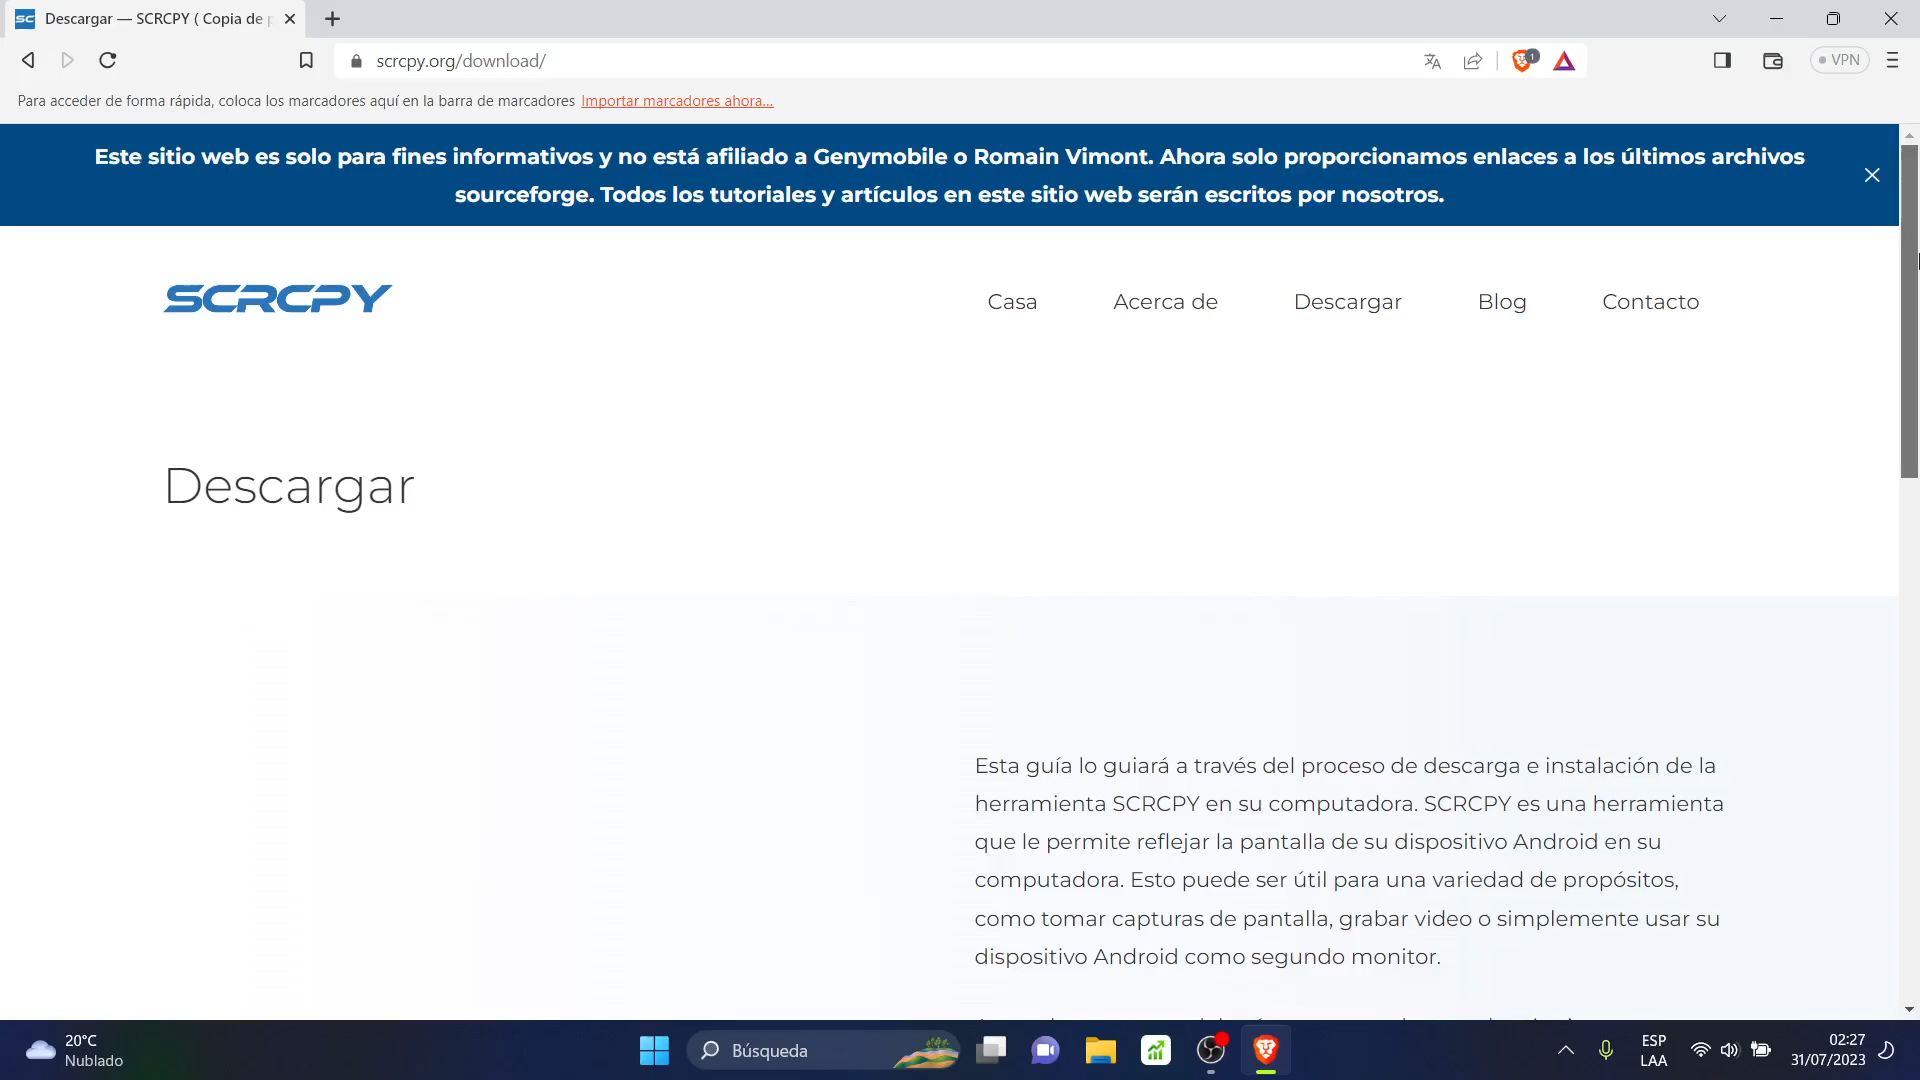 Descargar — SCRCPY ( Copia de p
scrcpy.org/download/
1
VPN
Para acceder de forma rápida, coloca los marcadores aquí en la barra de marcadores Importar marcadores ahora...
Este sitio web es solo para fines informativos y no está afiliado a Genymobile o Romain Vimont. Ahora solo proporcionamos enlaces a los últimos archivos
sourceforge. Todos los tutoriales y artículos en este sitio web serán escritos por nosotros.
SCRCPY
Casa Acerca de Descargar Blog Contacto
Descargar
Esta guía lo guiará a través del proceso de descarga e instalación de la
herramienta SCRCPY en su computadora. SCRCPY es una herramienta
que le permite reflejar la pantalla de su dispositivo Android en su
computadora. Esto puede ser útil para una variedad de propósitos,
como tomar capturas de pantalla, grabar video o simplemente usar su
dispositivo Android como segundo monitor.
20°C
Nublado
Búsqueda
ESP
LAA
02:27
31/07/2023